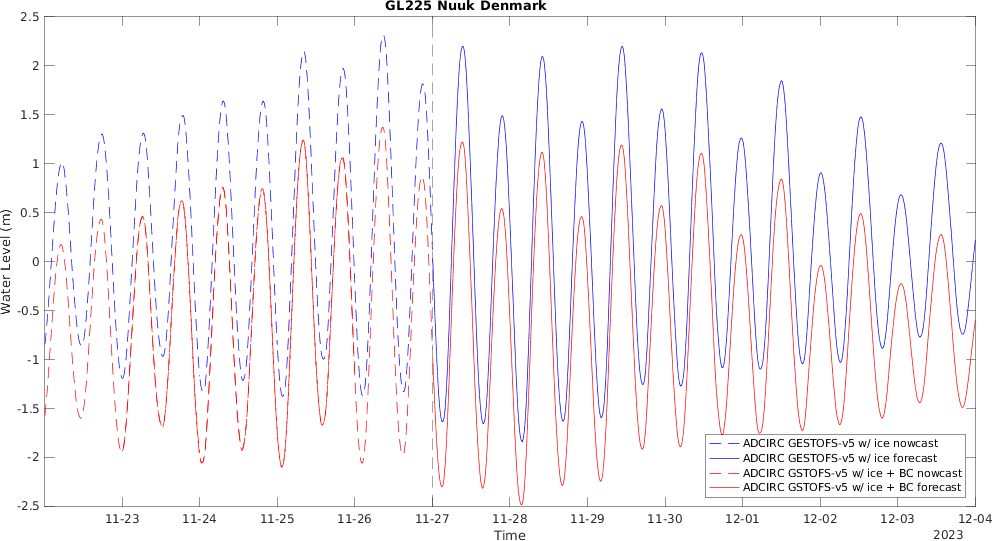 GL225 Nuuk Denmark
2.5
2
1.5
1
0.5
0
-0.5
-1
-1.5
-2
-2.5
Water Level (m)
11-23 11-24 11-25 11-26 11-27 11-28 11-29 11-30 12-01 12-02 12-03 12-04
Time
2023
ADCIRC GESTOFS-v5 w/ ice nowcast
ADCIRC GESTOFS-v5 w/ ice forecast
ADCIRC GSTOFS-v5 w/ ice + BC nowcast
ADCIRC GSTOFS-v5 w/ ice + BC forecast